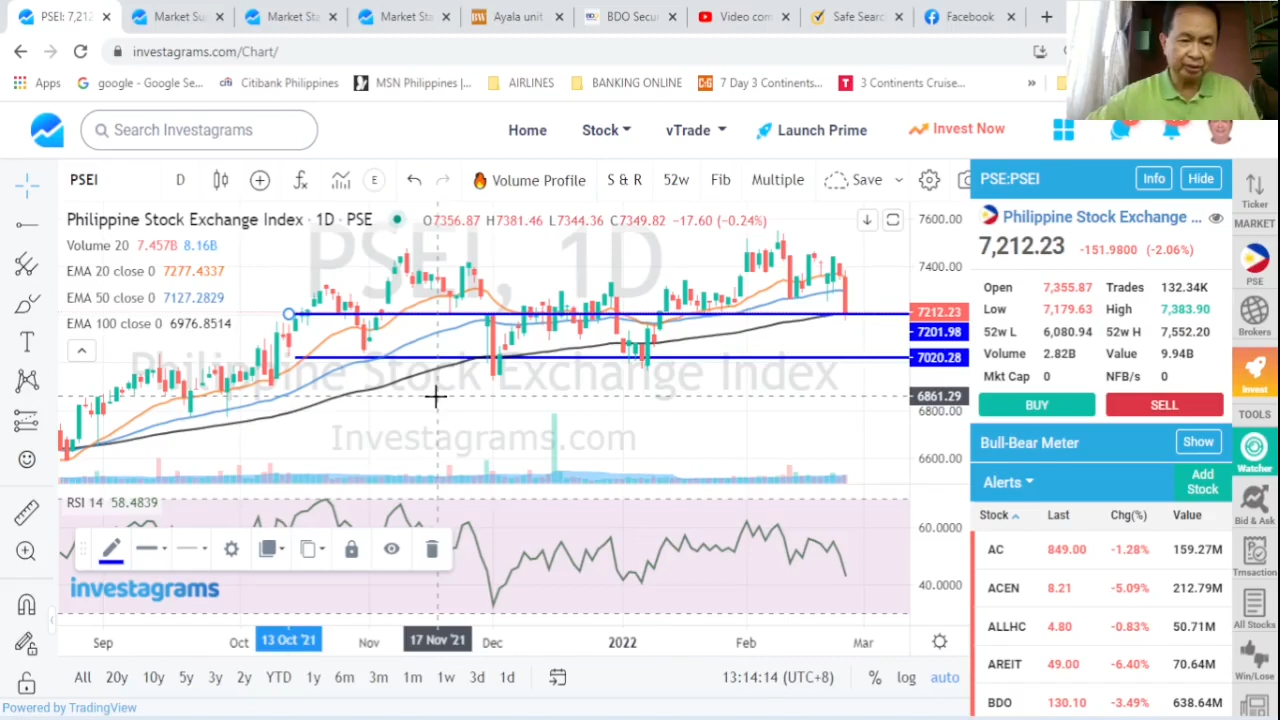 PSEI: 7,212
Market Su
Market Sta
Market Sta
Ayala unit
BDO Secu
Video com
Safe Searc
Facebook
investagrams.com/Chart/
Apps
google - Google Se...
Citibank Philippines
MSN Philippines |...
AIRLINES
BANKING ONLINE
7 Day 3 Continents...
3 Continents Cruise...
»
Search Investagrams
Home
Stock
vTrade
Launch Prime
Invest Now
PSEI
D
E
Volume Profile
S & R
52w
Fib
Multiple
Save
Philippine Stock Exchange Index · 1D · PSE
O7356.87 H7381.46 L7344.36 C7349.82 -17.60 (-0.24%)
Volume 20 7.457B 8.16B
EMA 20 close 0 7277.4337
EMA 50 close 0 7127.2829
EMA 100 close 0 6976.8514
PSEI, 1D
Philippine Stock Exchange Index
Investagrams.com
7600.00
7400.00
7212.23
7201.98
7020.28
6861.29
6800.00
6600.00
RSI 14 58.4839
60.0000
40.0000
investagrams
Sep
Oct
13 Oct '21
Nov
17 Nov '21
Dec
2022
Feb
Mar
All
20y
10y
5y
3y
2y
YTD
1y
6m
3m
1m
1w
3d
1d
13:14:14 (UTC+8)
%
log
auto
Powered by TradingView
PSE:PSEI
Info
Hide
Philippine Stock Exchange ...
7,212.23 -151.9800 (-2.06%)
Open 7,355.87 Trades 132.34K
Low 7,179.63 High 7,383.90
52w L 6,080.94 52w H 7,552.20
Volume 2.82B Value 9.94B
Mkt Cap 0 NFB/s 0
BUY
SELL
Bull-Bear Meter
Show
Alerts
Add
Stock
Stock Last Chg(%) Value
AC 849.00 -1.28% 159.27M
ACEN 8.21 -5.09% 212.79M
ALLHC 4.80 -0.83% 50.71M
AREIT 49.00 -6.40% 70.64M
BDO 130.10 -3.49% 638.64M
Ticker
MARKET
PSE
Brokers
Invest
TOOLS
Watcher
Bid & Ask
Trnsaction
All Stocks
Win/Lose